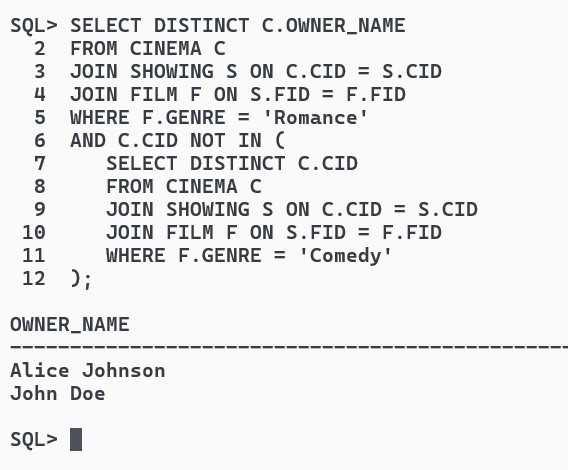 SQL> SELECT DISTINCT C.OWNER_NAME
  2  FROM CINEMA C
  3  JOIN SHOWING S ON C.CID = S.CID
  4  JOIN FILM F ON S.FID = F.FID
  5  WHERE F.GENRE = 'Romance'
  6  AND C.CID NOT IN (
  7     SELECT DISTINCT C.CID
  8     FROM CINEMA C
  9     JOIN SHOWING S ON C.CID = S.CID
 10     JOIN FILM F ON S.FID = F.FID
 11     WHERE F.GENRE = 'Comedy'
 12  );
OWNER_NAME
-----------------------------------------------
Alice Johnson
John Doe
SQL>